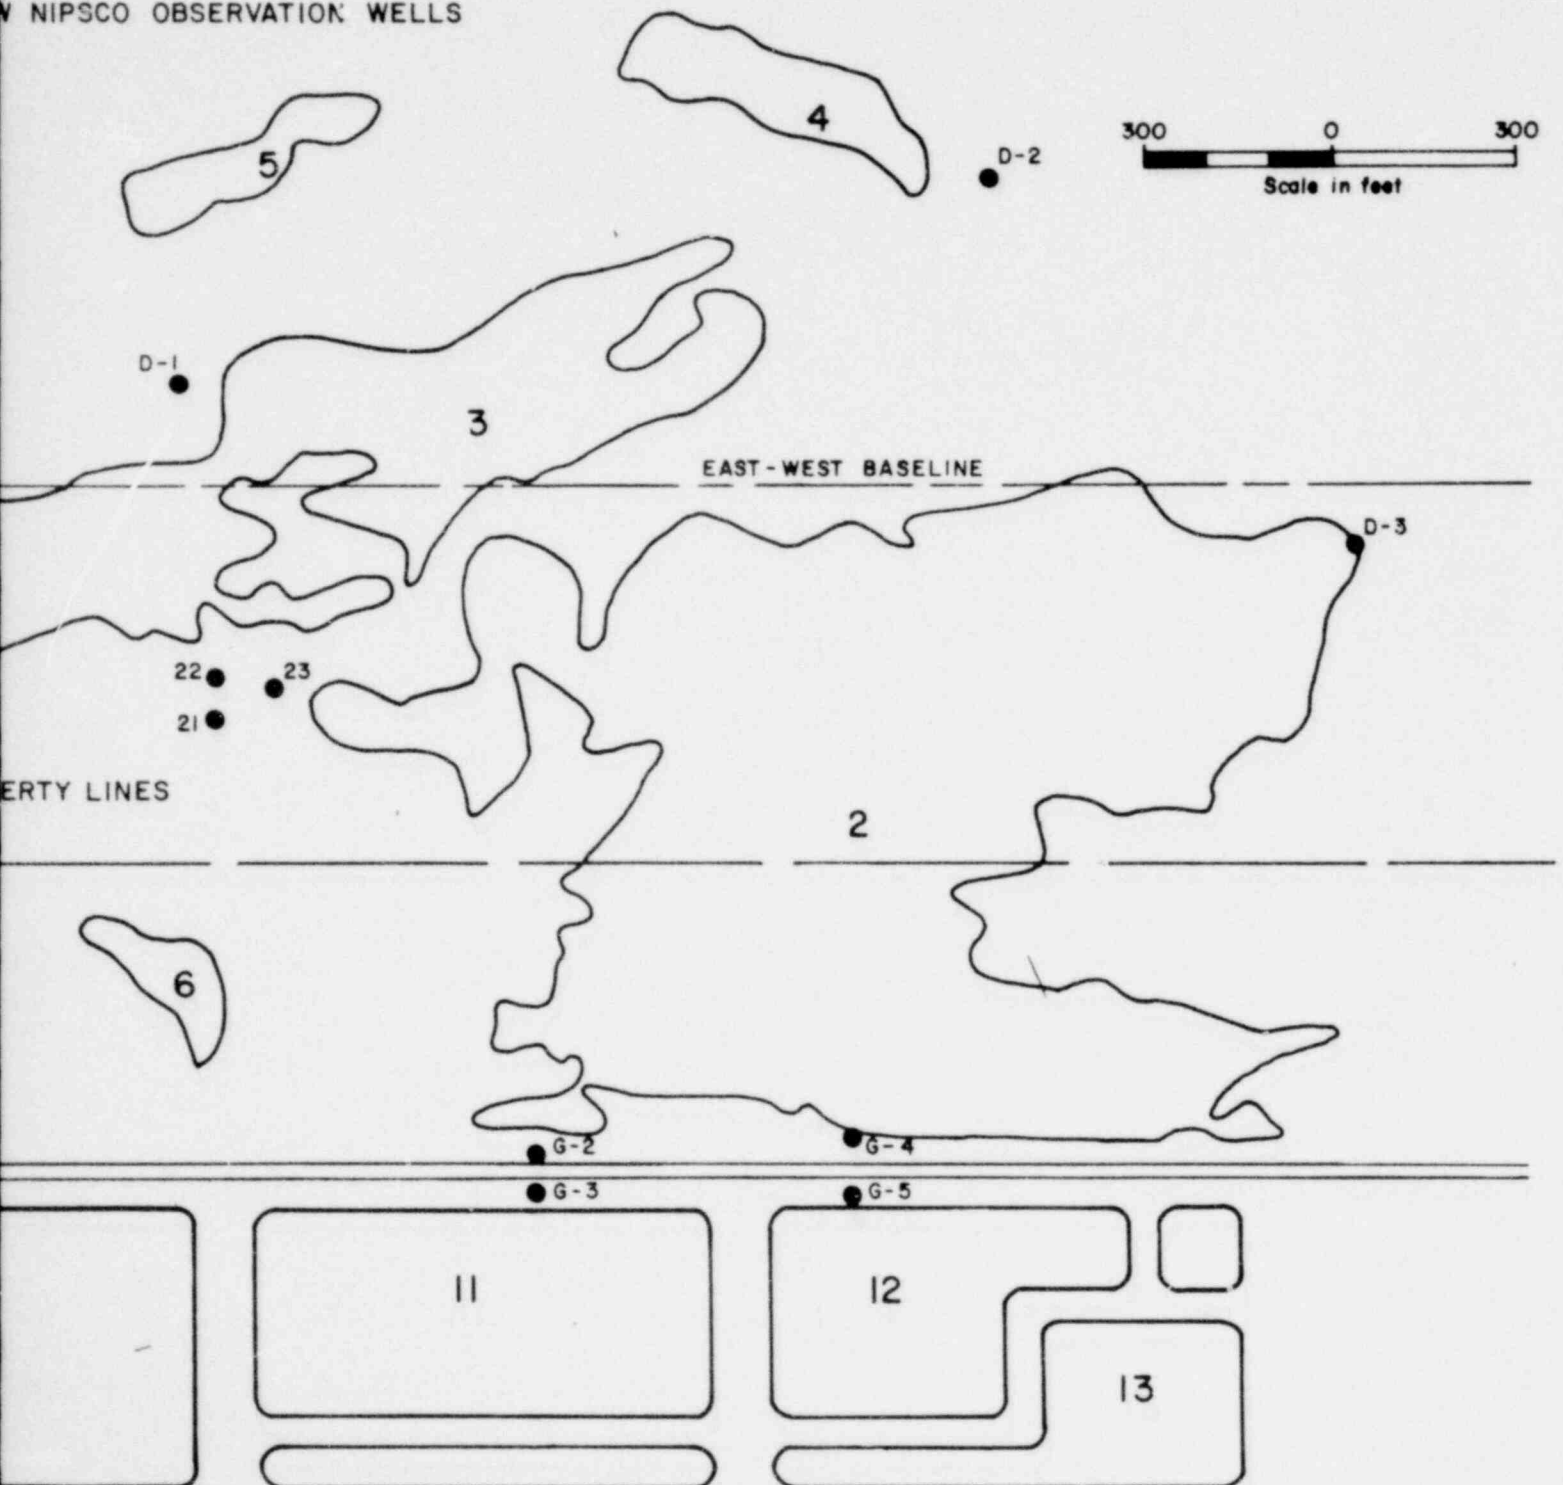 NIPSCO OBSERVATION WELLS
4
5
300 0 300
Scale in feet
D-2
D-1
3
EAST-WEST BASELINE
D-3
22
23
21
ERTY LINES
2
6
G-2
G-4
G-3
G-5
11
12
13